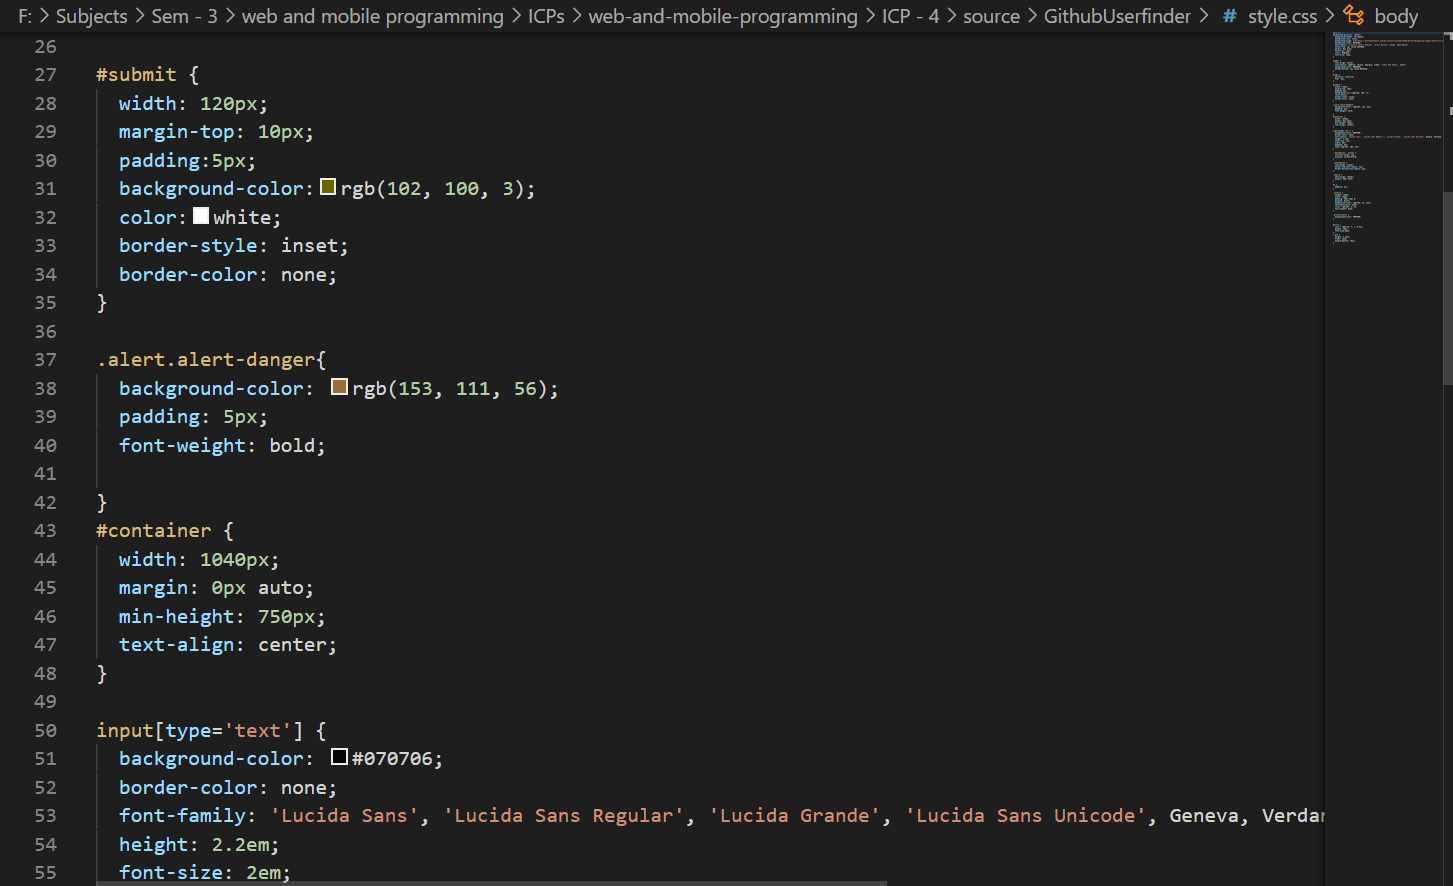 F: > Subjects > Sem - 3 > web and mobile programming > ICPs > web-and-mobile-programming > ICP - 4 > source > GithubUserfinder > # style.css > body
26
27 #submit {
28 width: 120px;
29 margin-top: 10px;
30 padding:5px;
31 background-color: rgb(102, 100, 3);
32 color: white;
33 border-style: inset;
34 border-color: none;
35 }
36
37 .alert.alert-danger{
38 background-color: rgb(153, 111, 56);
39 padding: 5px;
40 font-weight: bold;
41
42 }
43 #container {
44 width: 1040px;
45 margin: 0px auto;
46 min-height: 750px;
47 text-align: center;
48 }
49
50 input[type='text'] {
51 background-color: #070706;
52 border-color: none;
53 font-family: 'Lucida Sans', 'Lucida Sans Regular', 'Lucida Grande', 'Lucida Sans Unicode', Geneva, Verdan
54 height: 2.2em;
55 font-size: 2em;